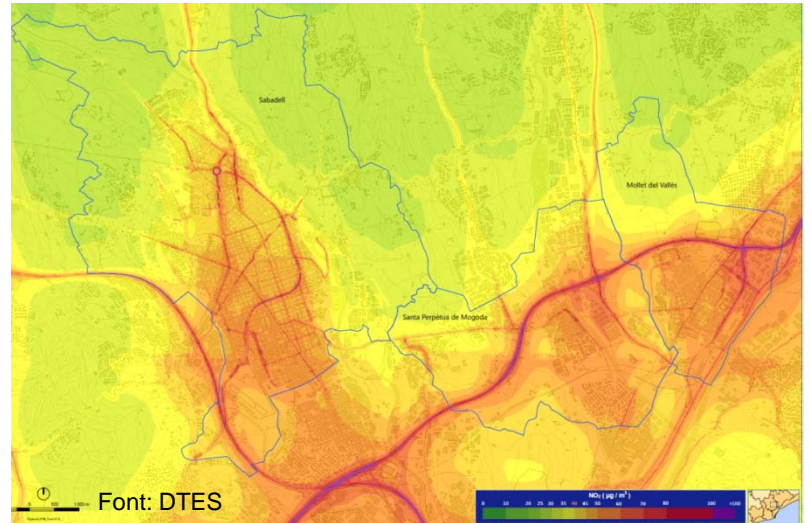 Sabadell
Mollet del Vallès
Santa Perpètua de Mogoda
Font: DTES
NO₂ ( µg / m³ )
0 10 20 25 30 35 40 45 50 60 70 80 100 >100